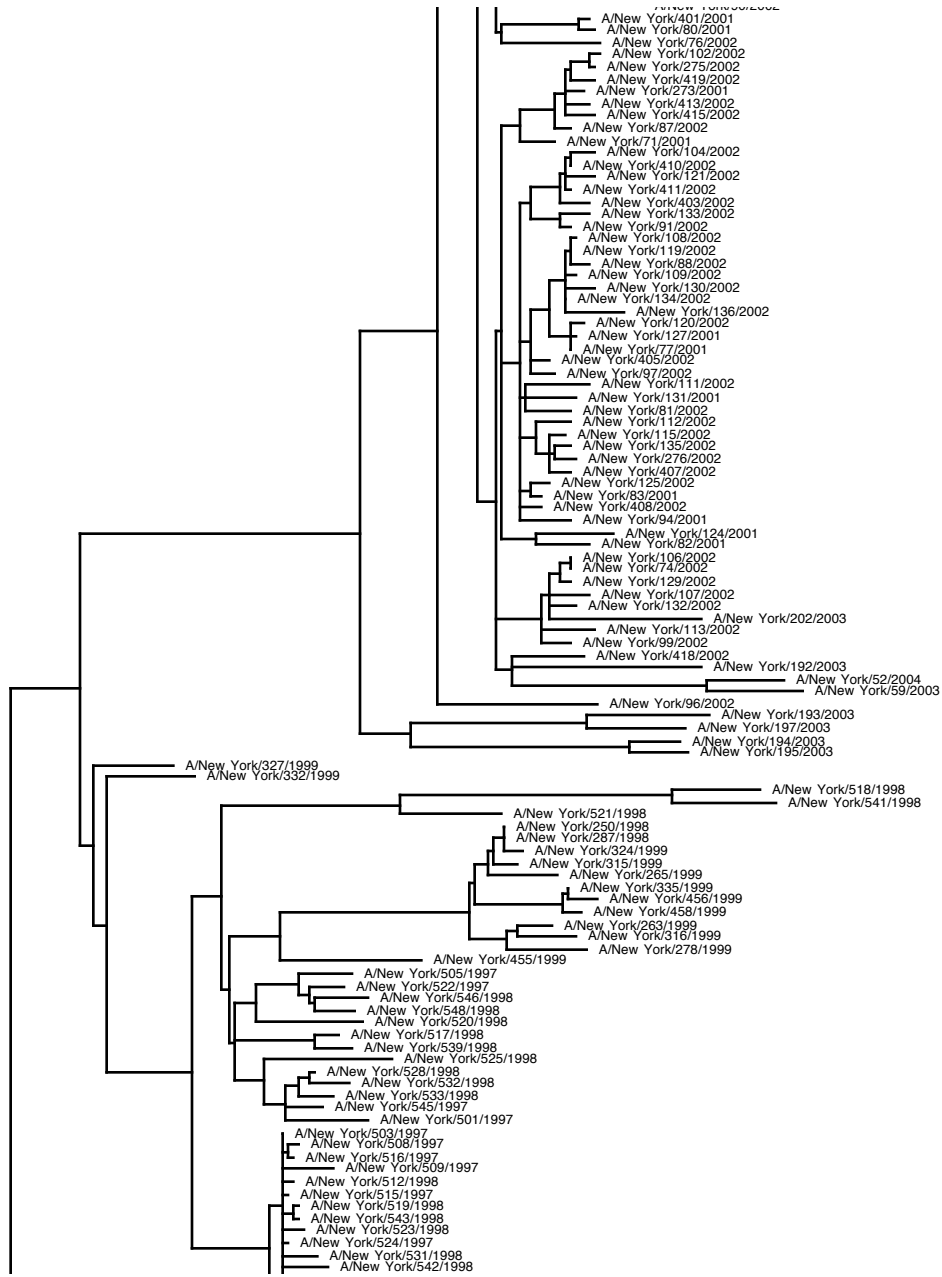 A/New York/401/2001
A/New York/80/2001
A/New York/76/2002
A/New York/102/2002
A/New York/275/2002
A/New York/419/2002
A/New York/273/2001
A/New York/413/2002
A/New York/415/2002
A/New York/87/2002
A/New York/71/2001
A/New York/104/2002
A/New York/410/2002
A/New York/121/2002
A/New York/411/2002
A/New York/403/2002
A/New York/133/2002
A/New York/91/2002
A/New York/108/2002
A/New York/119/2002
A/New York/88/2002
A/New York/109/2002
A/New York/130/2002
A/New York/134/2002
A/New York/136/2002
A/New York/120/2002
A/New York/127/2001
A/New York/77/2001
A/New York/405/2002
A/New York/97/2002
A/New York/111/2002
A/New York/131/2001
A/New York/81/2002
A/New York/112/2002
A/New York/115/2002
A/New York/135/2002
A/New York/276/2002
A/New York/407/2002
A/New York/125/2002
A/New York/83/2001
A/New York/408/2002
A/New York/94/2001
A/New York/124/2001
A/New York/82/2001
A/New York/106/2002
A/New York/74/2002
A/New York/129/2002
A/New York/107/2002
A/New York/132/2002
A/New York/202/2003
A/New York/113/2002
A/New York/99/2002
A/New York/418/2002
A/New York/192/2003
A/New York/52/2004
A/New York/59/2003
A/New York/96/2002
A/New York/193/2003
A/New York/197/2003
A/New York/194/2003
A/New York/195/2003
A/New York/327/1999
A/New York/332/1999
A/New York/518/1998
A/New York/541/1998
A/New York/521/1998
A/New York/250/1998
A/New York/287/1998
A/New York/324/1999
A/New York/315/1999
A/New York/265/1999
A/New York/335/1999
A/New York/456/1999
A/New York/458/1999
A/New York/263/1999
A/New York/316/1999
A/New York/278/1999
A/New York/455/1999
A/New York/505/1997
A/New York/522/1997
A/New York/546/1998
A/New York/548/1998
A/New York/520/1998
A/New York/517/1998
A/New York/539/1998
A/New York/525/1998
A/New York/528/1998
A/New York/532/1998
A/New York/533/1998
A/New York/545/1997
A/New York/501/1997
A/New York/503/1997
A/New York/508/1997
A/New York/516/1997
A/New York/509/1997
A/New York/512/1998
A/New York/515/1997
A/New York/519/1998
A/New York/543/1998
A/New York/523/1998
A/New York/524/1997
A/New York/531/1998
A/New York/542/1998